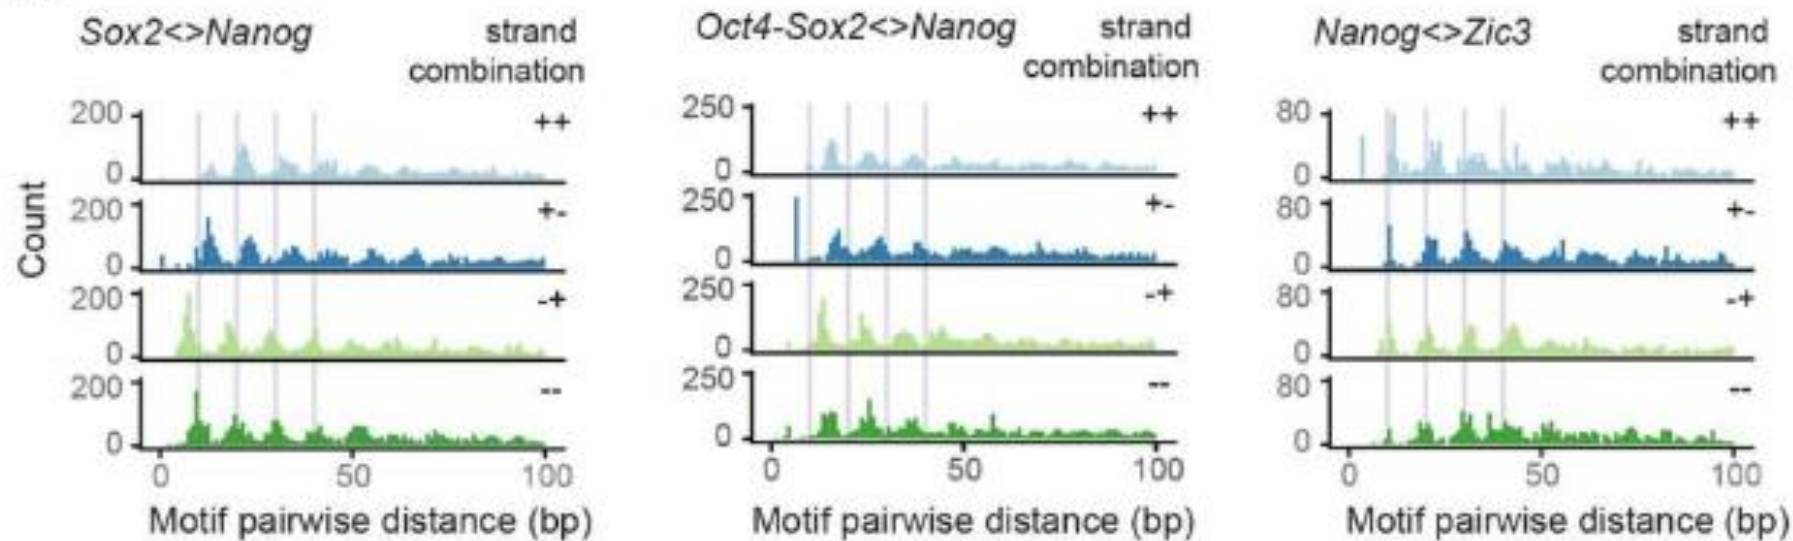 Sox2<>Nanog
strand
combination
Count
200
0
++
200
0
+-
200
0
-+
200
0
--
0 50 100
Motif pairwise distance (bp)
Oct4-Sox2<>Nanog
strand
combination
250
0
++
250
0
+-
250
0
-+
250
0
--
0 50 100
Motif pairwise distance (bp)
Nanog<>Zic3
strand
combination
80
0
++
80
0
+-
80
0
-+
80
0
--
0 50 100
Motif pairwise distance (bp)